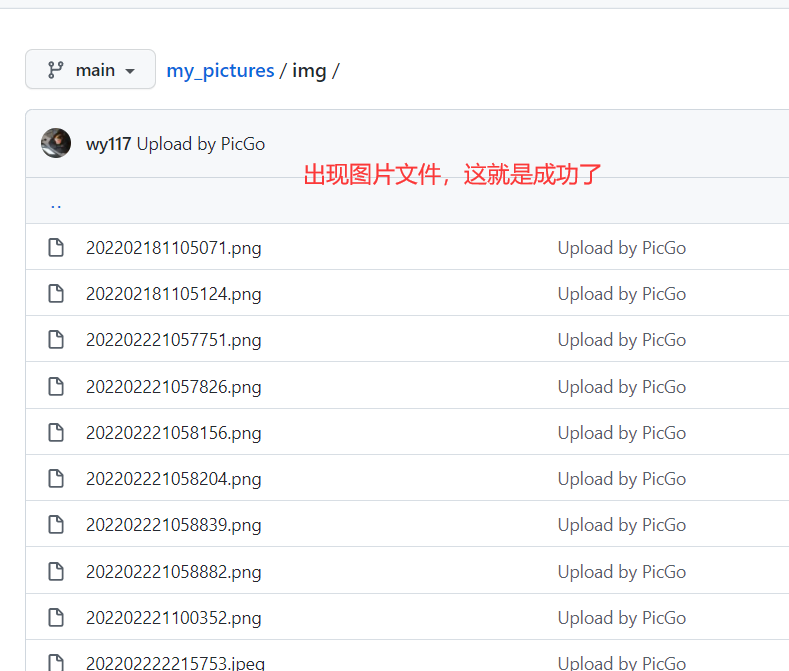 main my_pictures / img /
wy117 Upload by PicGo
出现图片文件，这就是成功了
..
202202181105071.png Upload by PicGo
202202181105124.png Upload by PicGo
202202221057751.png Upload by PicGo
202202221057826.png Upload by PicGo
202202221058156.png Upload by PicGo
202202221058204.png Upload by PicGo
202202221058839.png Upload by PicGo
202202221058882.png Upload by PicGo
202202221100352.png Upload by PicGo
202202222215753.jpeg Upload by PicGo